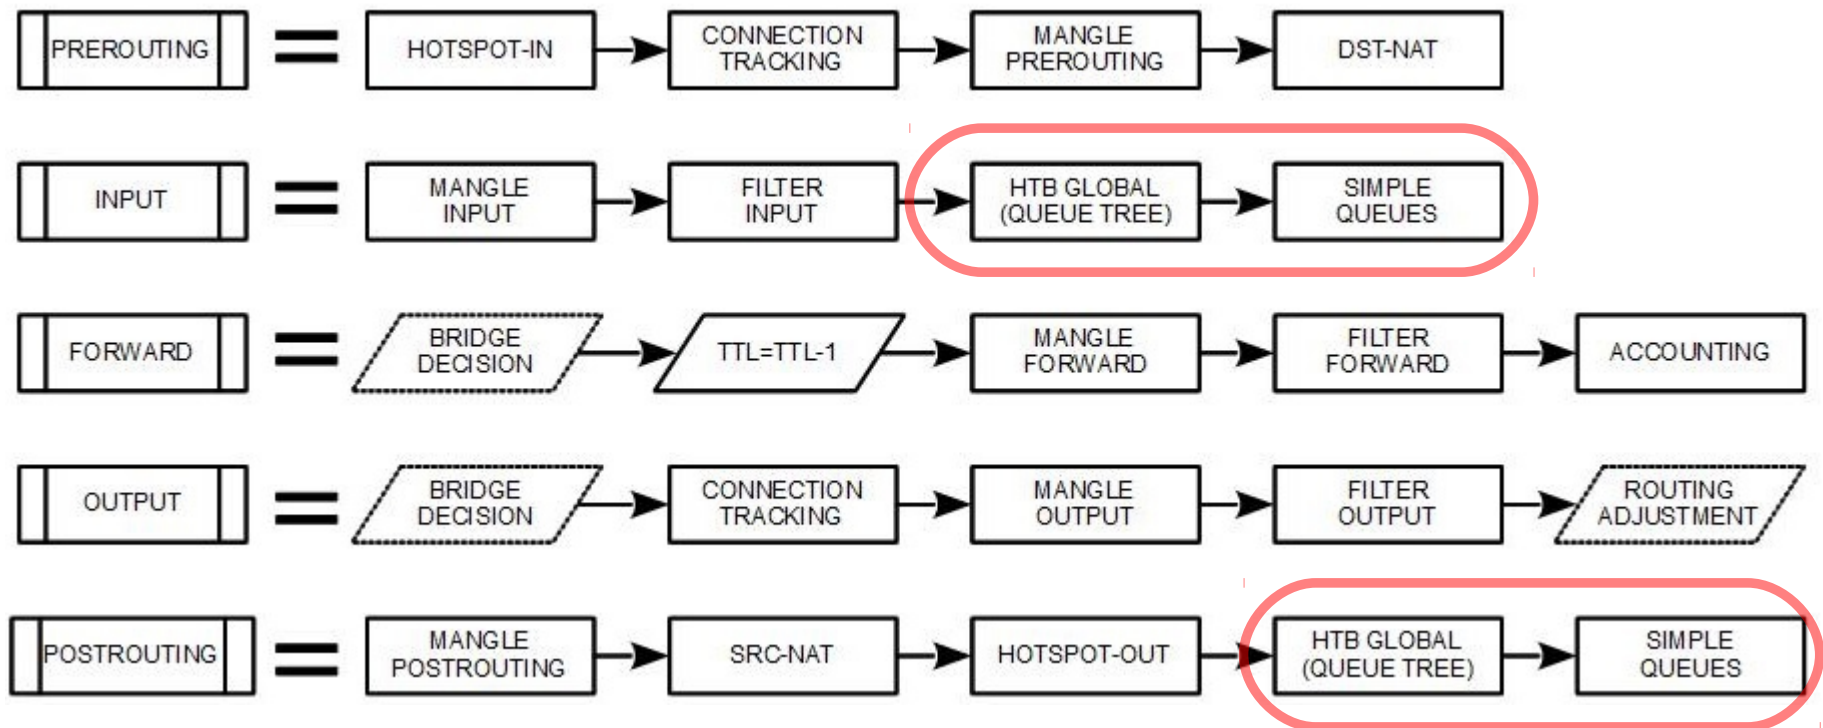 PREROUTING
HOTSPOT-IN
CONNECTION
TRACKING
MANGLE
PREROUTING
DST-NAT
INPUT
MANGLE
INPUT
FILTER
INPUT
HTB GLOBAL
(QUEUE TREE)
SIMPLE
QUEUES
FORWARD
BRIDGE
DECISION
TTL=TTL-1
MANGLE
FORWARD
FILTER
FORWARD
ACCOUNTING
OUTPUT
BRIDGE
DECISION
CONNECTION
TRACKING
MANGLE
OUTPUT
FILTER
OUTPUT
ROUTING
ADJUSTMENT
POSTROUTING
MANGLE
POSTROUTING
SRC-NAT
HOTSPOT-OUT
HTB GLOBAL
(QUEUE TREE)
SIMPLE
QUEUES